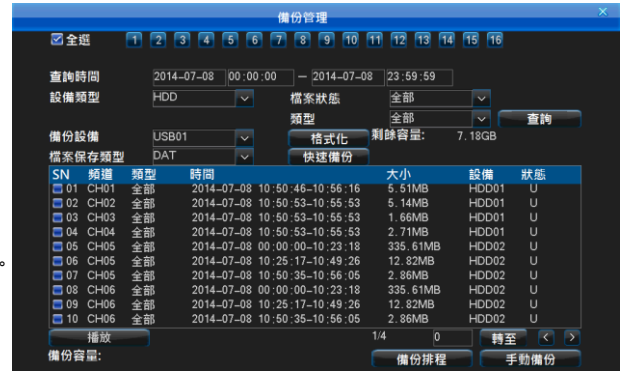 備份管理 ×
全選 1 2 3 4 5 6 7 8 9 10 11 12 13 14 15 16
查詢時間 2014-07-08 00:00:00 - 2014-07-08 23:59:59
設備類型 HDD 檔案狀態 全部
類型 全部 查詢
備份設備 USB01 格式化 剩餘容量: 7.18GB
檔案保存類型 DAT 快速備份
SN 頻道 類型 時間 大小 設備 狀態
01 CH01 全部 2014-07-08 10:50:46-10:56:16 5.51MB HDD01 U
02 CH02 全部 2014-07-08 10:50:53-10:55:53 5.14MB HDD01 U
03 CH03 全部 2014-07-08 10:50:53-10:55:53 1.66MB HDD01 U
04 CH04 全部 2014-07-08 10:50:53-10:55:53 2.71MB HDD01 U
05 CH05 全部 2014-07-08 00:00:00-10:23:18 335.61MB HDD02 U
06 CH05 全部 2014-07-08 10:25:17-10:49:26 12.82MB HDD02 U
07 CH05 全部 2014-07-08 10:50:35-10:56:05 2.86MB HDD02 U
08 CH06 全部 2014-07-08 00:00:00-10:23:18 335.61MB HDD02 U
。
09 CH06 全部 2014-07-08 10:25:17-10:49:26 12.82MB HDD02 U
10 CH06 全部 2014-07-08 10:50:35-10:56:05 2.86MB HDD02 U
播放 1/4 0 轉至 < >
備份容量: 備份排程 手動備份